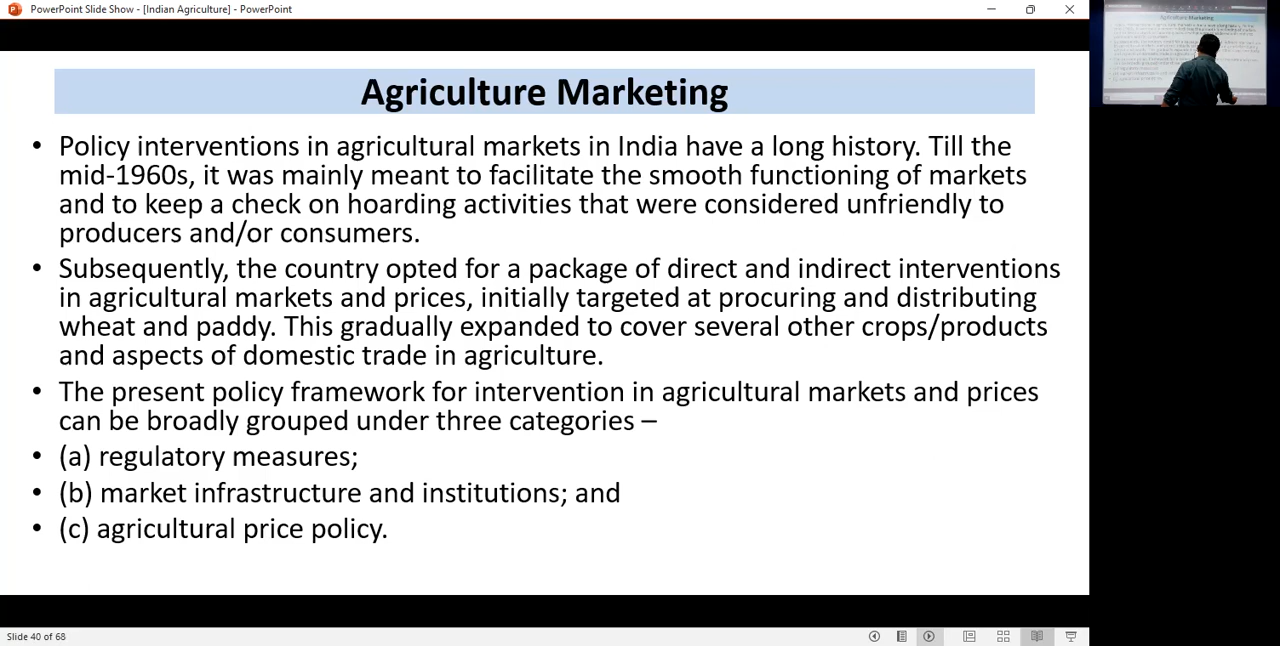 PowerPoint Slide Show - [Indian Agriculture] - PowerPoint
Agriculture Marketing
• Policy interventions in agricultural markets in India have a long history. Till the
mid-1960s, it was mainly meant to facilitate the smooth functioning of markets
and to keep a check on hoarding activities that were considered unfriendly to
producers and/or consumers.
• Subsequently, the country opted for a package of direct and indirect interventions
in agricultural markets and prices, initially targeted at procuring and distributing
wheat and paddy. This gradually expanded to cover several other crops/products
and aspects of domestic trade in agriculture.
• The present policy framework for intervention in agricultural markets and prices
can be broadly grouped under three categories –
• (a) regulatory measures;
• (b) market infrastructure and institutions; and
• (c) agricultural price policy.
Slide 40 of 68
Agriculture Marketing